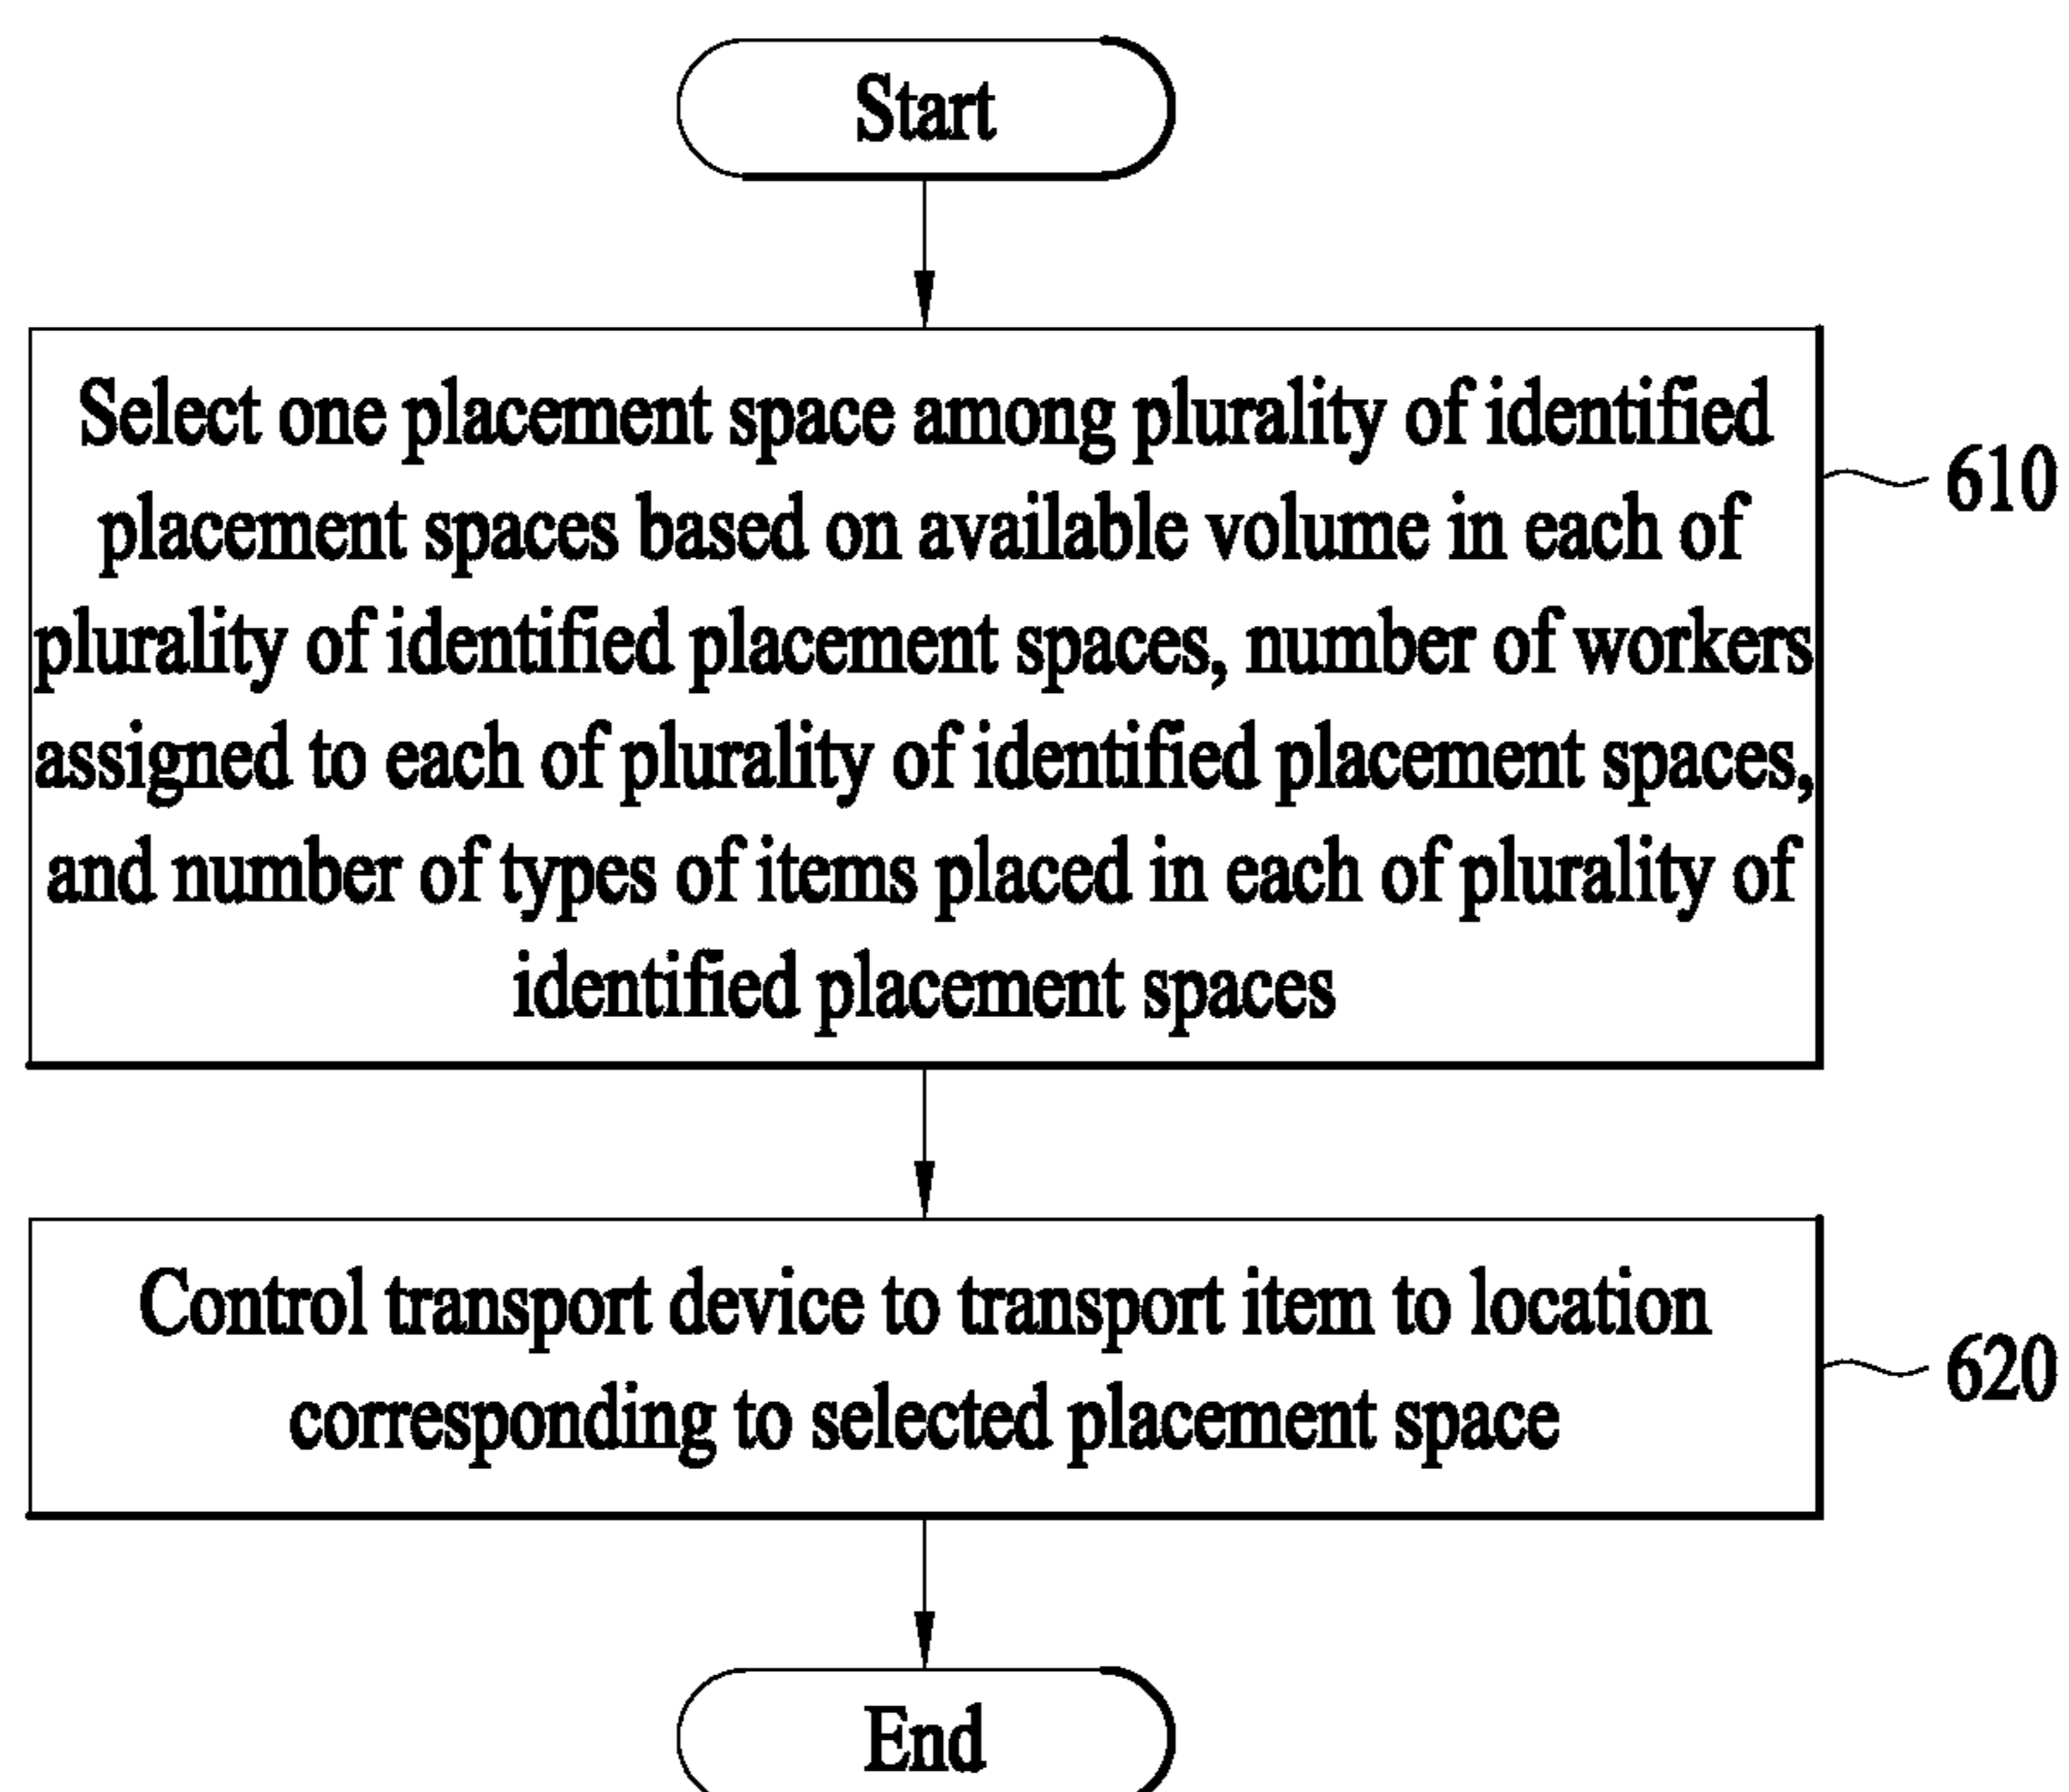 Start
Select one placement space among plurality of identified
placement spaces based on available volume in each of
plurality of identified placement spaces, number of workers
assigned to each of plurality of identified placement spaces,
and number of types of items placed in each of plurality of
identified placement spaces
610
Control transport device to transport item to location
corresponding to selected placement space
620
End